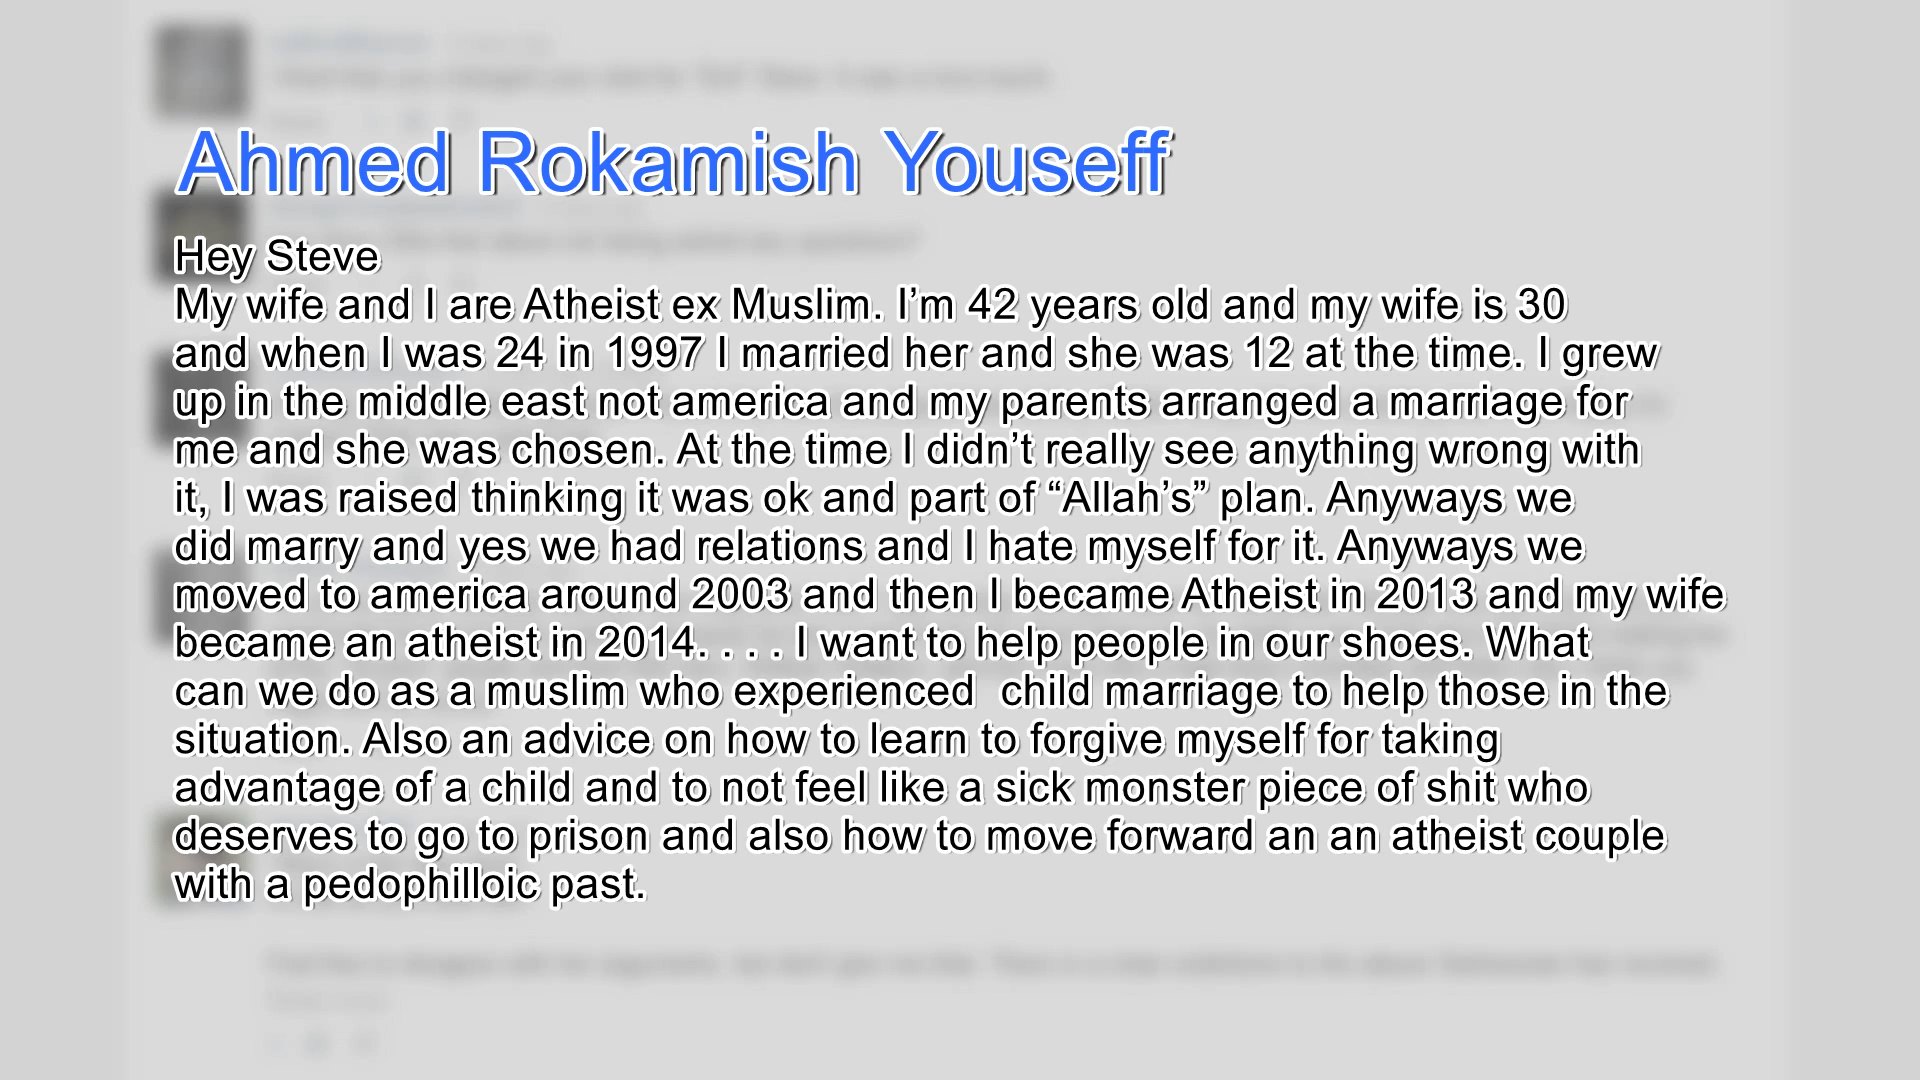 Ahmed Rokamish Youseff
Hey Steve
My wife and I are Atheist ex Muslim. I’m 42 years old and my wife is 30
and when I was 24 in 1997 I married her and she was 12 at the time. I grew
up in the middle east not america and my parents arranged a marriage for
me and she was chosen. At the time I didn’t really see anything wrong with
it, I was raised thinking it was ok and part of “Allah’s” plan. Anyways we
did marry and yes we had relations and I hate myself for it. Anyways we
moved to america around 2003 and then I became Atheist in 2013 and my wife
became an atheist in 2014. . . . I want to help people in our shoes. What
can we do as a muslim who experienced  child marriage to help those in the
situation. Also an advice on how to learn to forgive myself for taking
advantage of a child and to not feel like a sick monster piece of shit who
deserves to go to prison and also how to move forward an an atheist couple
with a pedophilloic past.